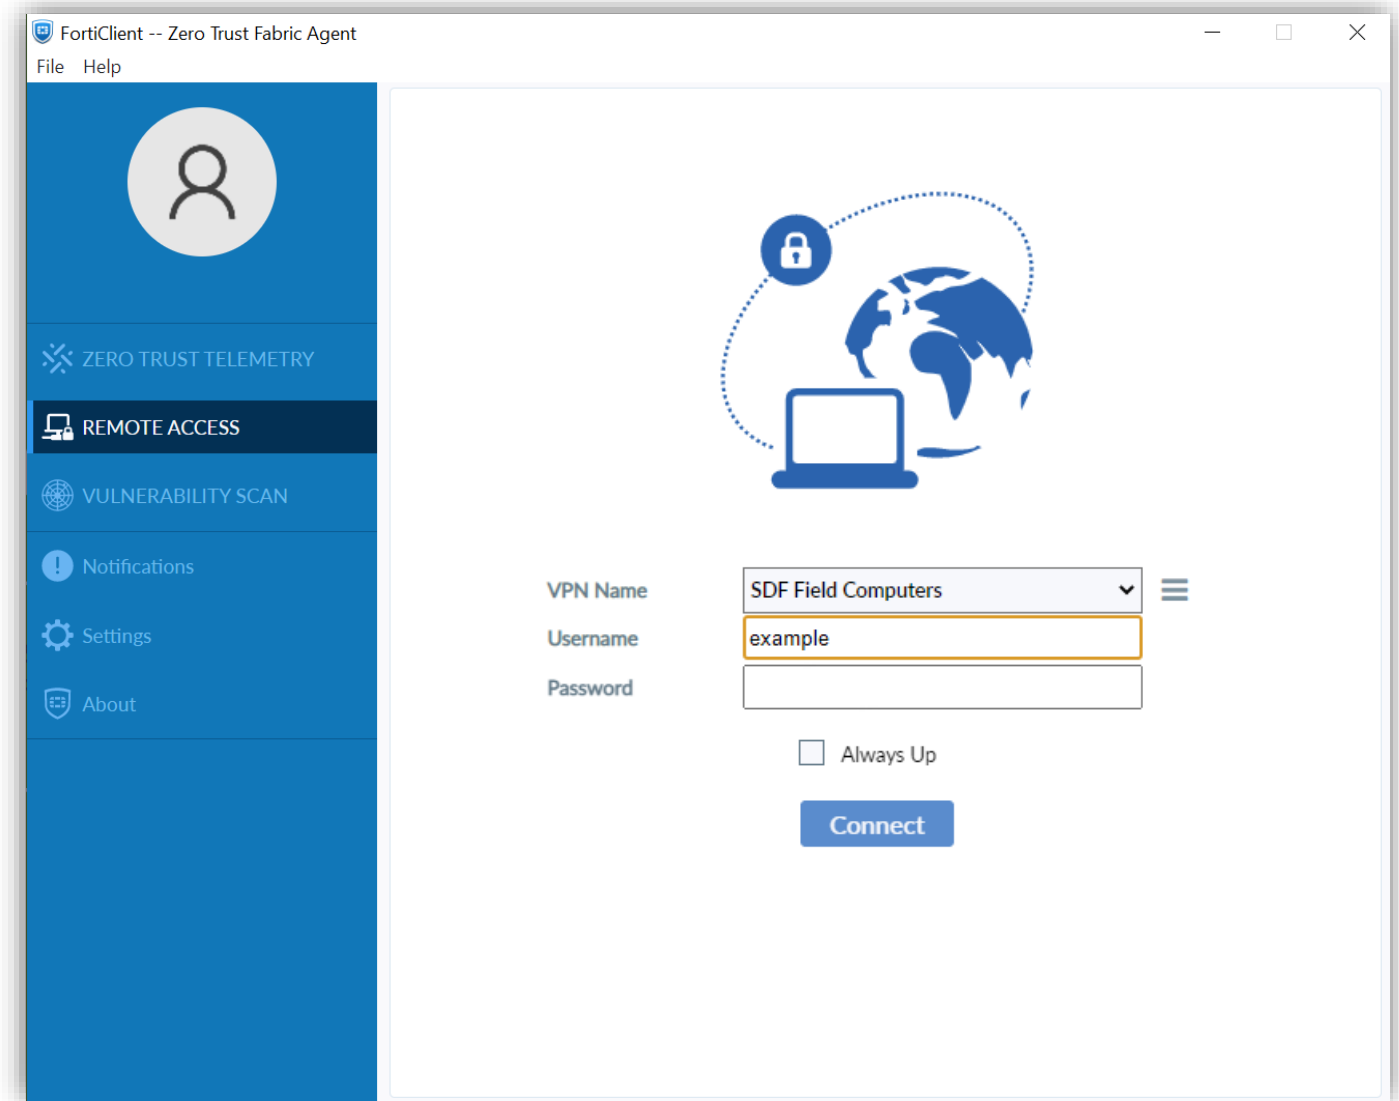 FortiClient -- Zero Trust Fabric Agent
File Help
ZERO TRUST TELEMETRY
REMOTE ACCESS
VULNERABILITY SCAN
Notifications
Settings
About
VPN Name SDF Field Computers
Username example
Password
Always Up
Connect